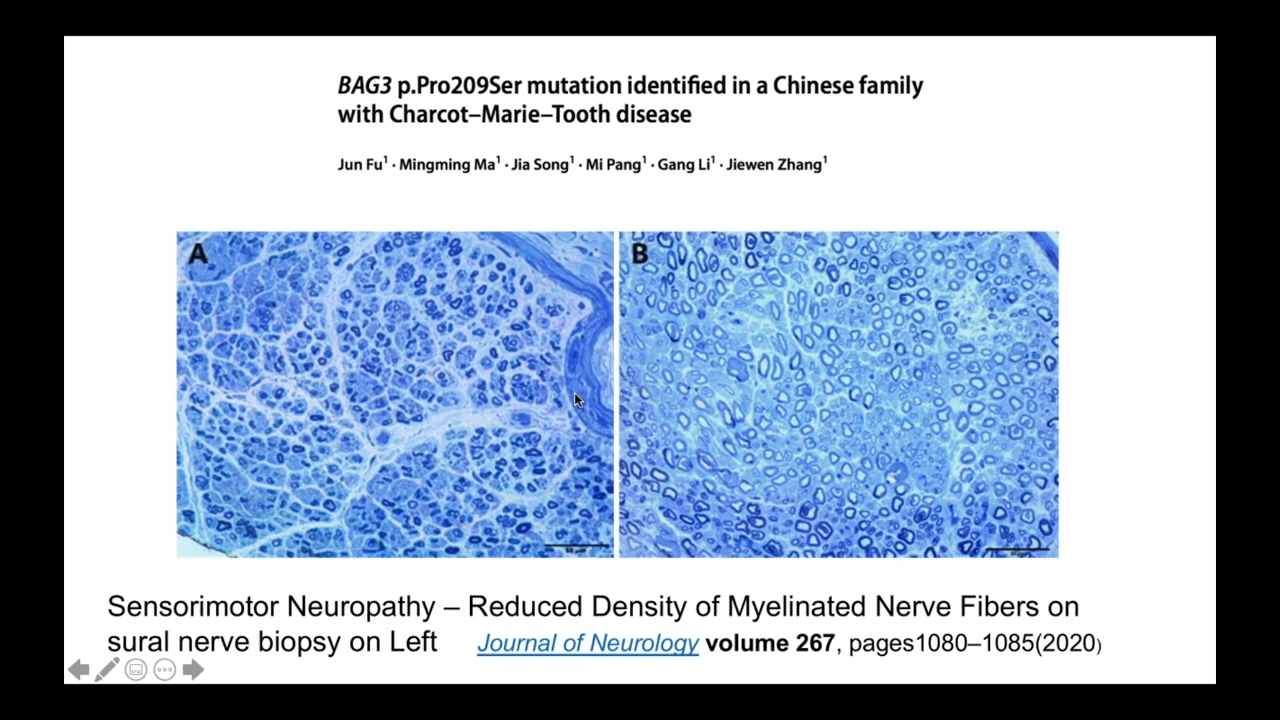 BAG3 p.Pro209Ser mutation identified in a Chinese family
with Charcot–Marie–Tooth disease
Jun Fu1 · Mingming Ma1 · Jia Song1 · Mi Pang1 · Gang Li1 · Jiewen Zhang1
A
B
Sensorimotor Neuropathy – Reduced Density of Myelinated Nerve Fibers on
sural nerve biopsy on Left
Journal of Neurology volume 267, pages1080–1085(2020)